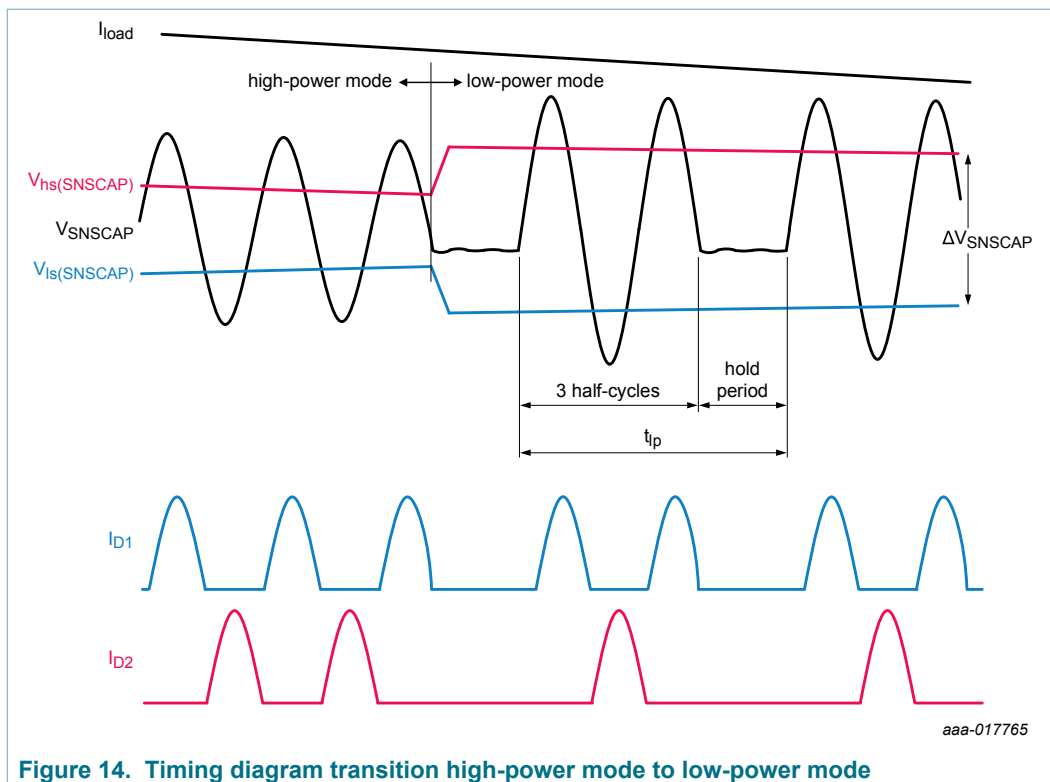 I_load
high-power mode
low-power mode
V_hs(SNSCAP)
V_SNSCAP
V_ls(SNSCAP)
ΔV_SNSCAP
3 half-cycles
hold
period
t_lp
I_D1
I_D2
aaa-017765
Figure 14. Timing diagram transition high-power mode to low-power mode